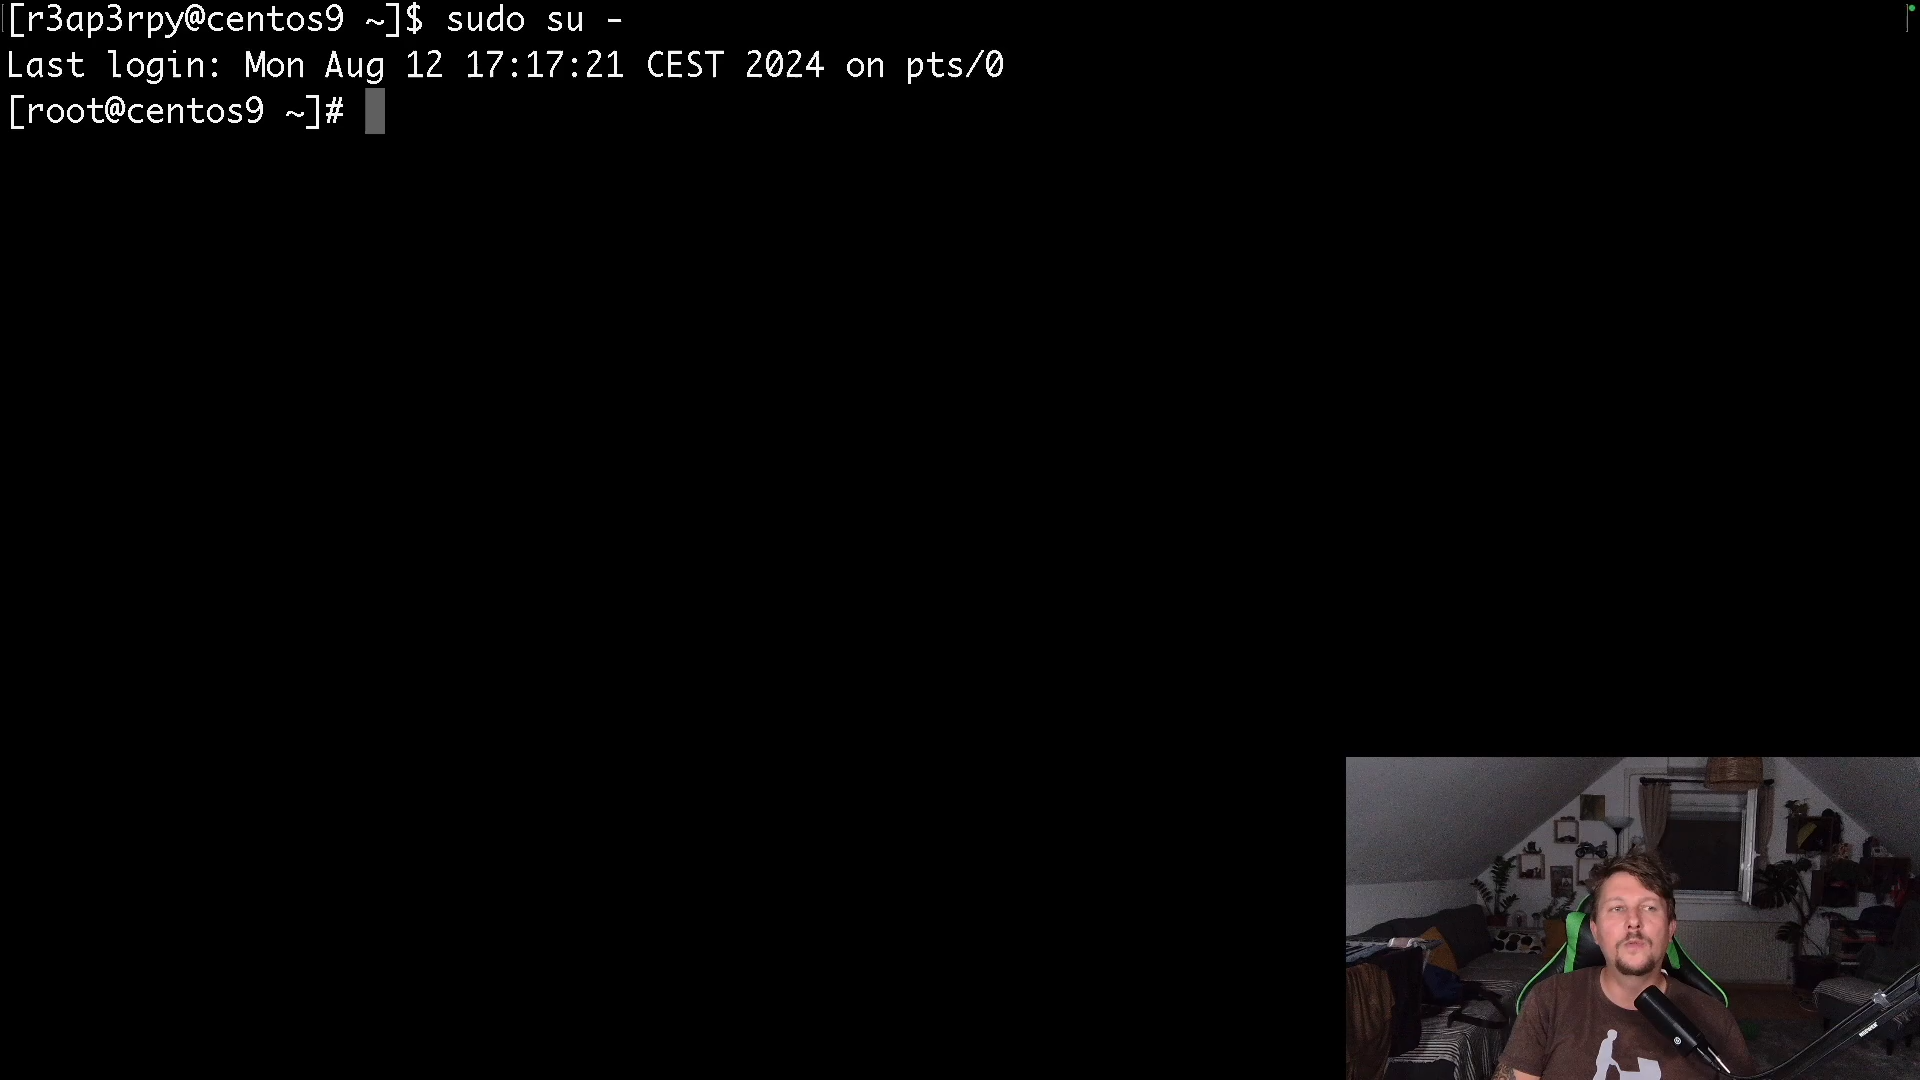 [r3ap3rpy@centos9 ~]$ sudo su -
Last login: Mon Aug 12 17:17:21 CEST 2024 on pts/0
[root@centos9 ~]#